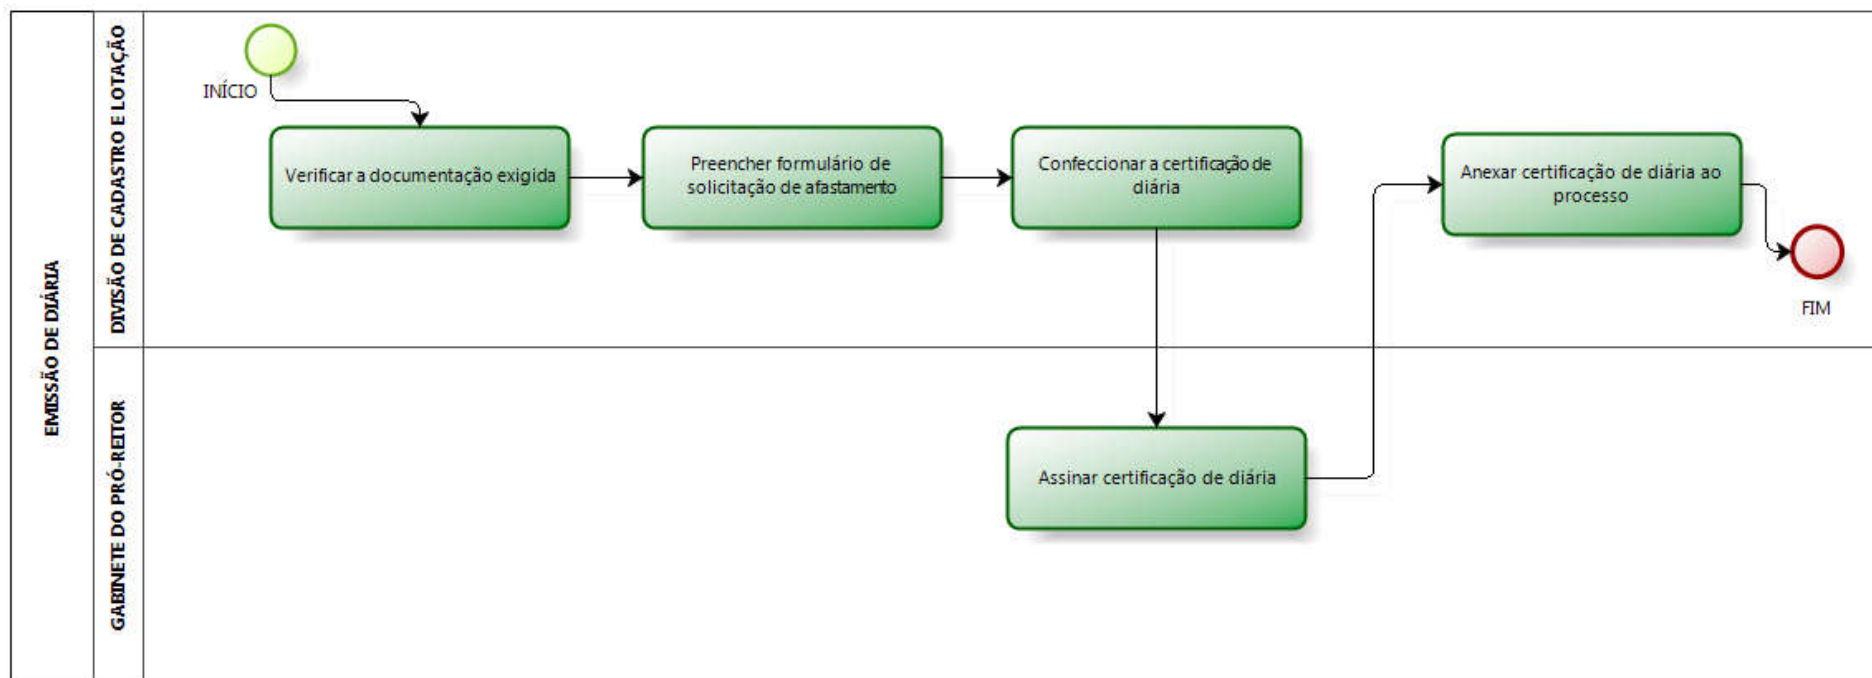 EMISSÃO DE DIÁRIA
DIVISÃO DE CADASTRO E LOTAÇÃO
INÍCIO
Verificar a documentação exigida
Preencher formulário de
solicitação de afastamento
Confeccionar a certificação de
diária
Anexar certificação de diária ao
processo
FIM
GABINETE DO PRÓ-REITOR
Assinar certificação de diária